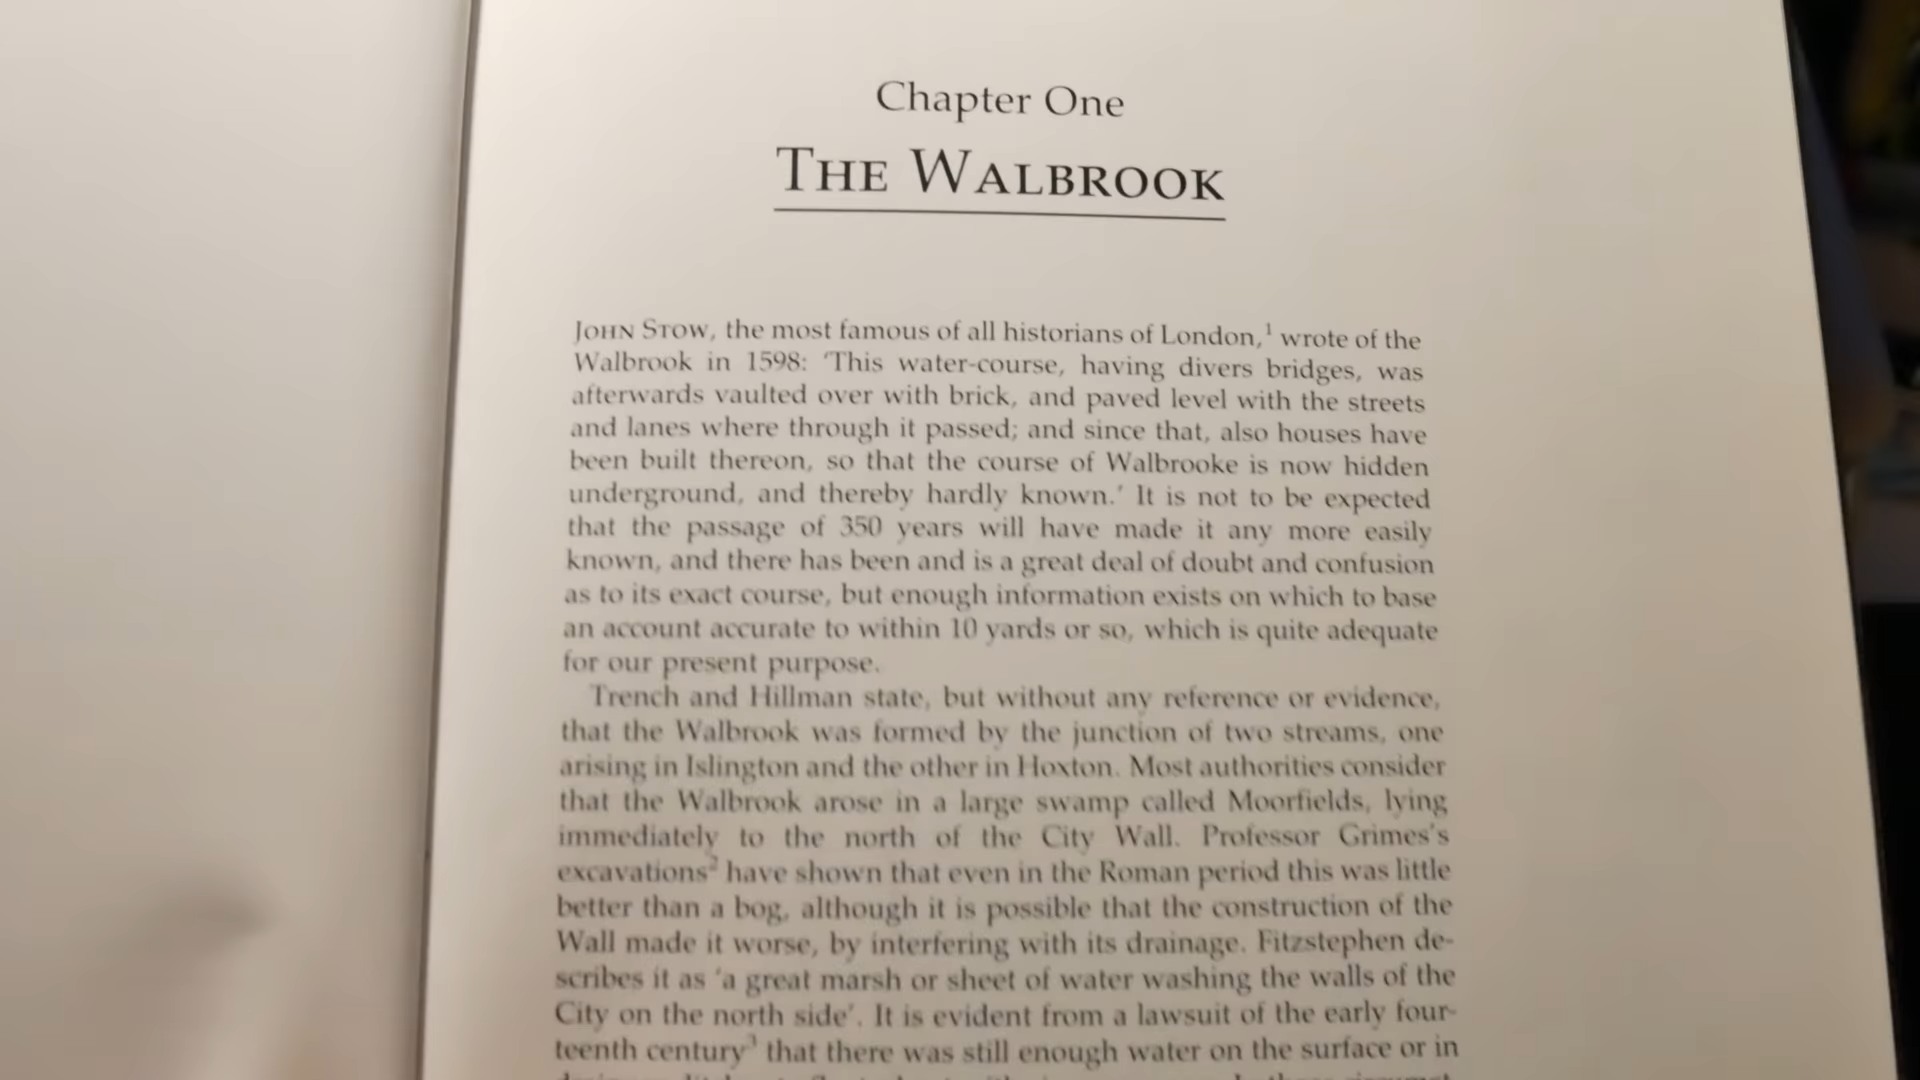 Chapter One
THE WALBROOK
JOHN STOW, the most famous of all historians of London,¹ wrote of the
Walbrook in 1598: 'This water-course, having divers bridges, was
afterwards vaulted over with brick, and paved level with the streets
and lanes where through it passed; and since that, also houses have
been built thereon, so that the course of Walbrooke is now hidden
underground, and thereby hardly known.' It is not to be expected
that the passage of 350 years will have made it any more easily
known, and there has been and is a great deal of doubt and confusion
as to its exact course, but enough information exists on which to base
an account accurate to within 10 yards or so, which is quite adequate
for our present purpose.
Trench and Hillman state, but without any reference or evidence,
that the Walbrook was formed by the junction of two streams, one
arising in Islington and the other in Hoxton. Most authorities consider
that the Walbrook arose in a large swamp called Moorfields, lying
immediately to the north of the City Wall. Professor Grimes's
excavations² have shown that even in the Roman period this was little
better than a bog, although it is possible that the construction of the
Wall made it worse, by interfering with its drainage. Fitzstephen de-
scribes it as 'a great marsh or sheet of water washing the walls of the
City on the north side'. It is evident from a lawsuit of the early four-
teenth century³ that there was still enough water on the surface or in